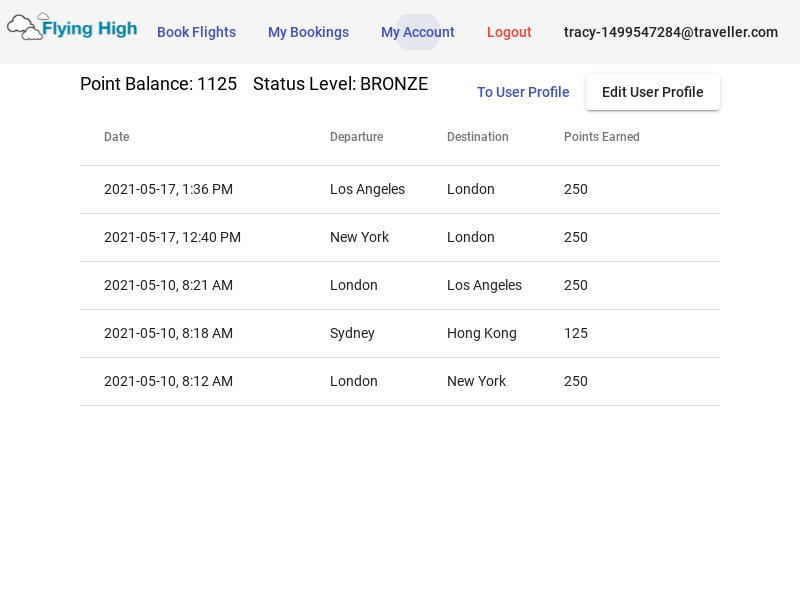 Flying High Book Flights My Bookings My Account Logout tracy-1499547284@traveller.com
Point Balance: 1125 Status Level: BRONZE To User Profile Edit User Profile
Date Departure Destination Points Earned
2021-05-17, 1:36 PM Los Angeles London 250
2021-05-17, 12:40 PM New York London 250
2021-05-10, 8:21 AM London Los Angeles 250
2021-05-10, 8:18 AM Sydney Hong Kong 125
2021-05-10, 8:12 AM London New York 250